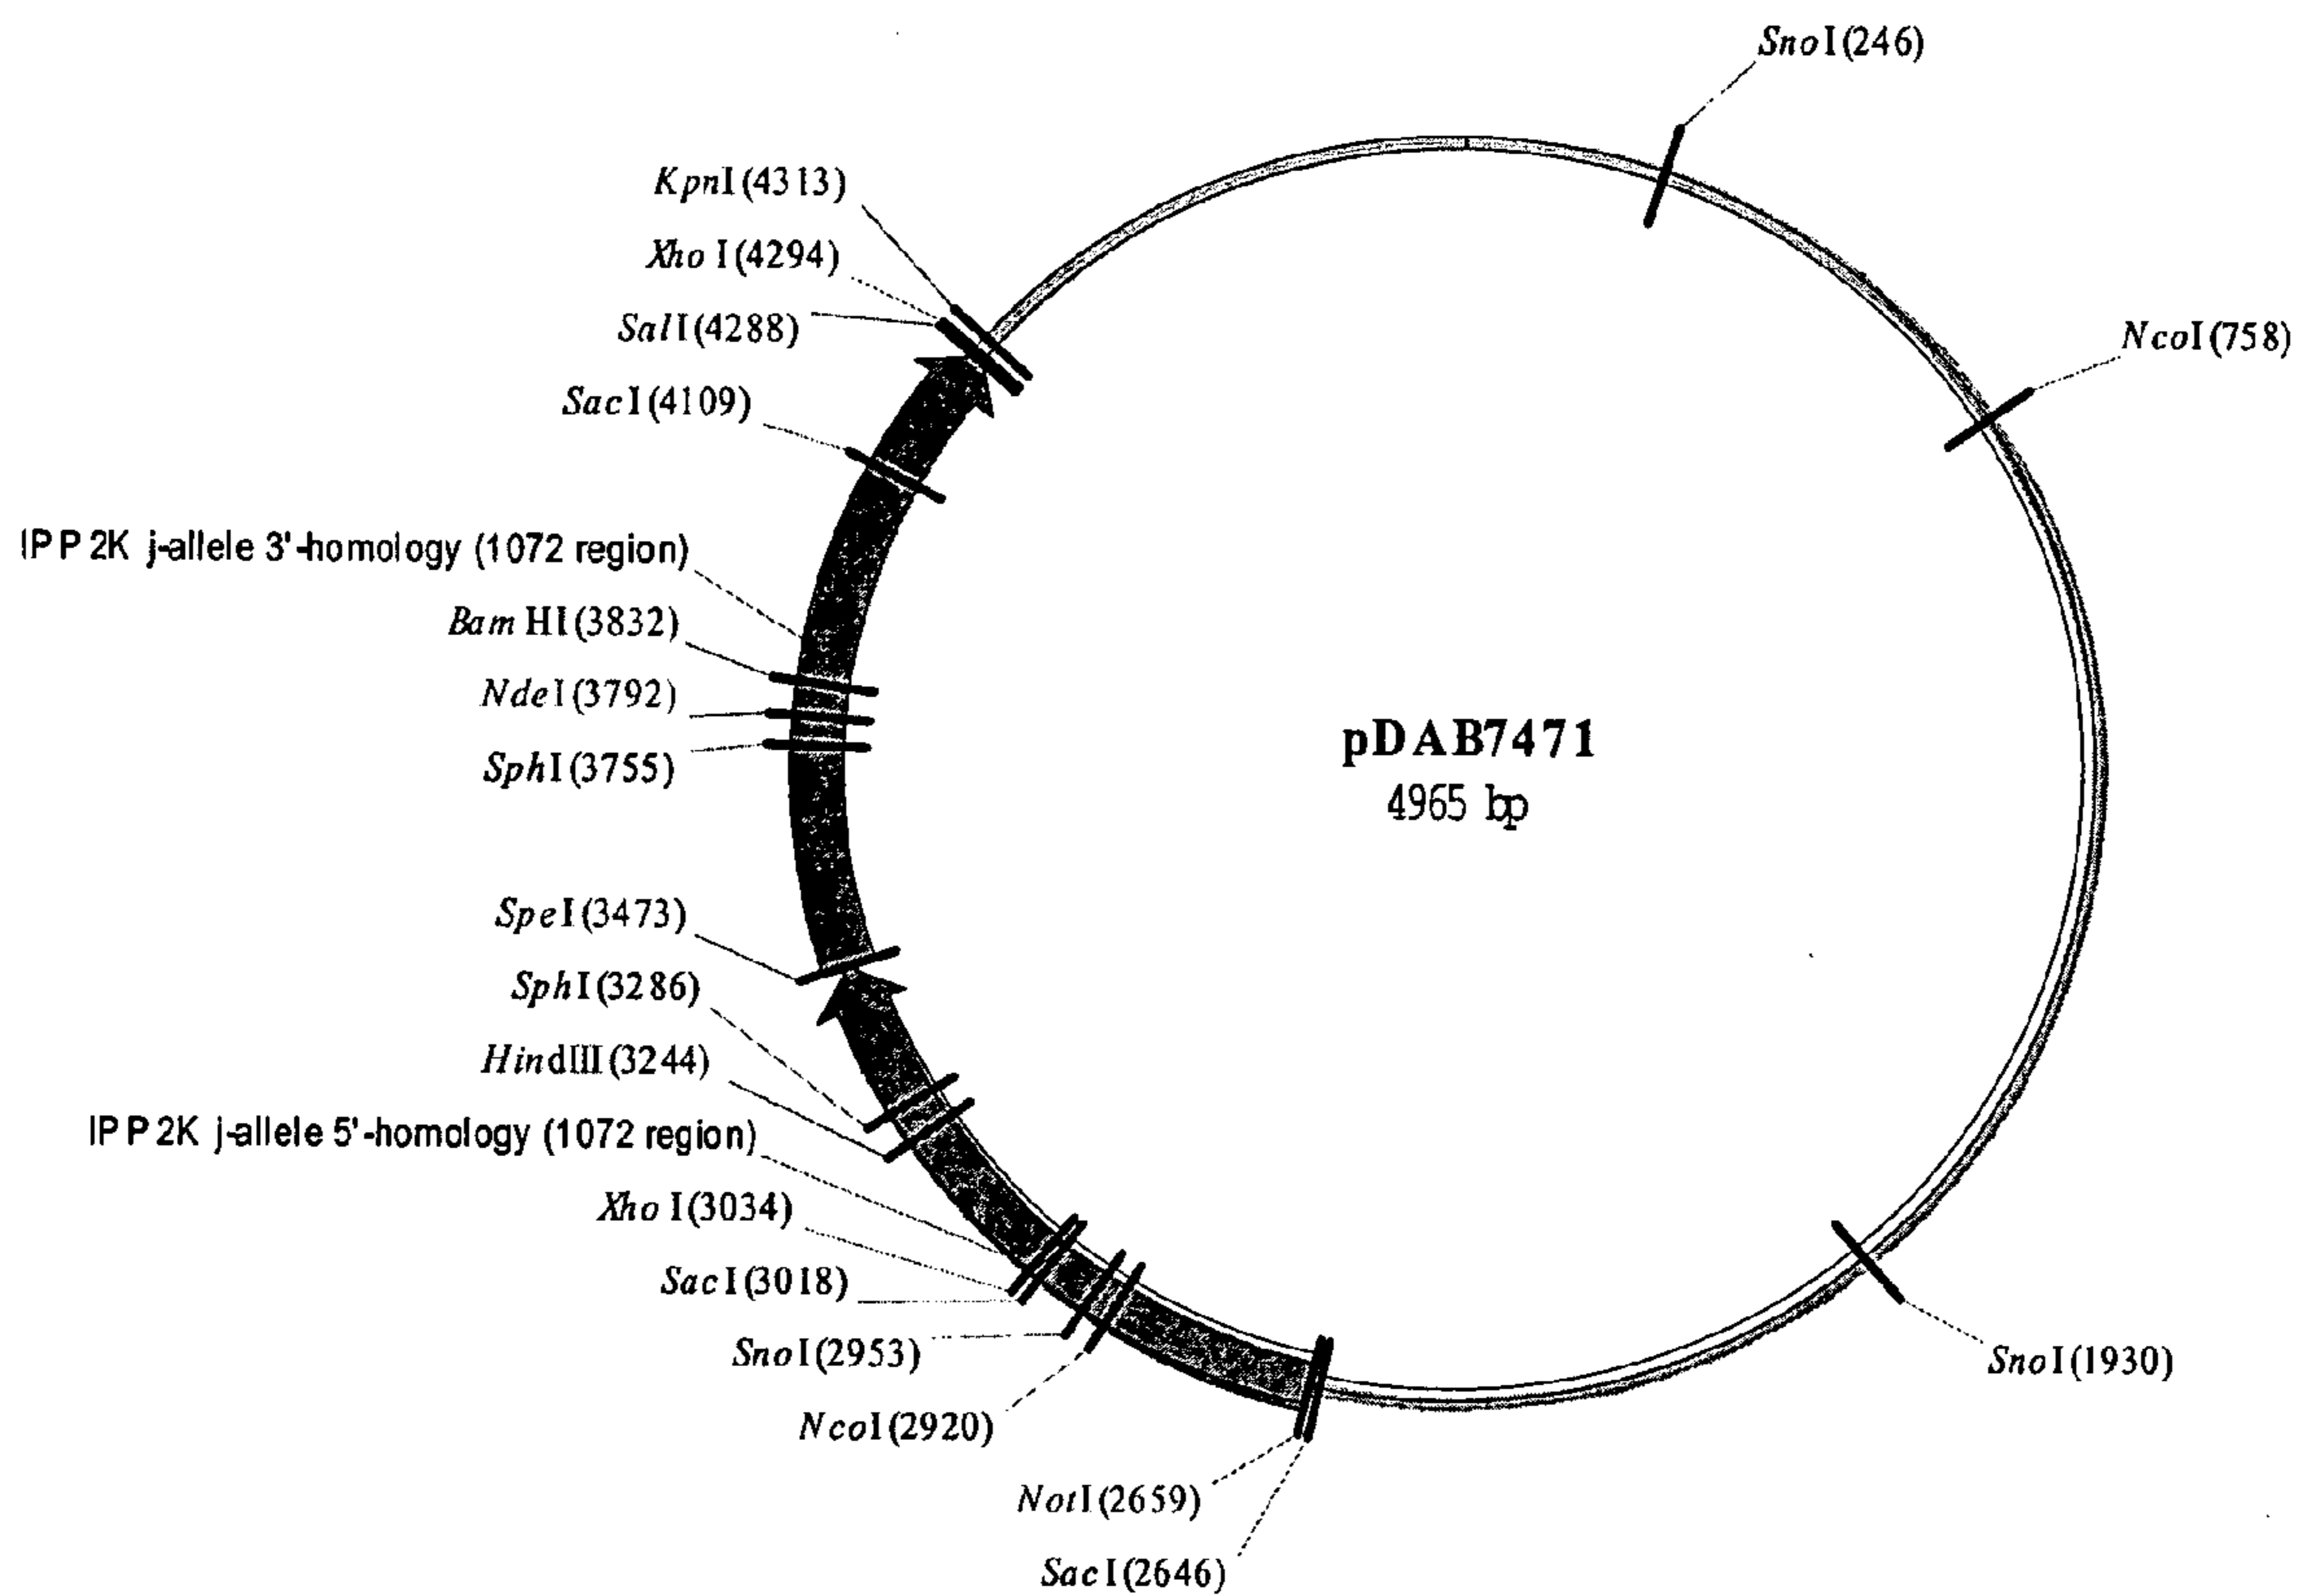 SnoI(246)
KpnI(4313)
XhoI(4294)
SalI(4288)
NcoI(758)
SacI(4109)
IPP2K j-allele 3'-homology (1072 region)
BamHI(3832)
NdeI(3792)
SphI(3755)
pDAB7471
4965 bp
SpeI(3473)
SphI(3286)
HindIII(3244)
IPP2K j-allele 5'-homology (1072 region)
XhoI(3034)
SacI(3018)
SnoI(2953)
SnoI(1930)
NcoI(2920)
NotI(2659)
SacI(2646)